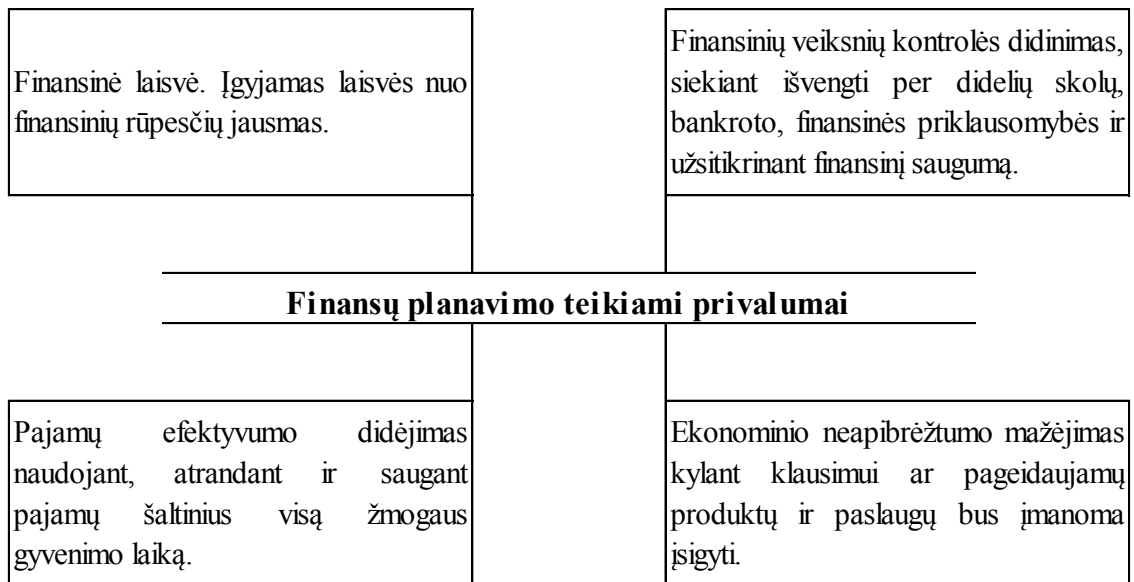 Finansinė laisvė. Įgyjamas laisvės nuo
finansinių rūpesčių jausmas.
Finansinių veiksnių kontrolės didinimas,
siekiant išvengti per didelių skolų,
bankroto, finansinės priklausomybės ir
užsitikrinant finansinį saugumą.
Finansų planavimo teikiami privalumai
Pajamų efektyvumo didėjimas
naudojant, atrandant ir saugant
pajamų šaltinius visą žmogaus
gyvenimo laiką.
Ekonominio neapibrėžtumo mažėjimas
kylant klausimui ar pageidaujamų
produktų ir paslaugų bus įmanoma
įsigyti.